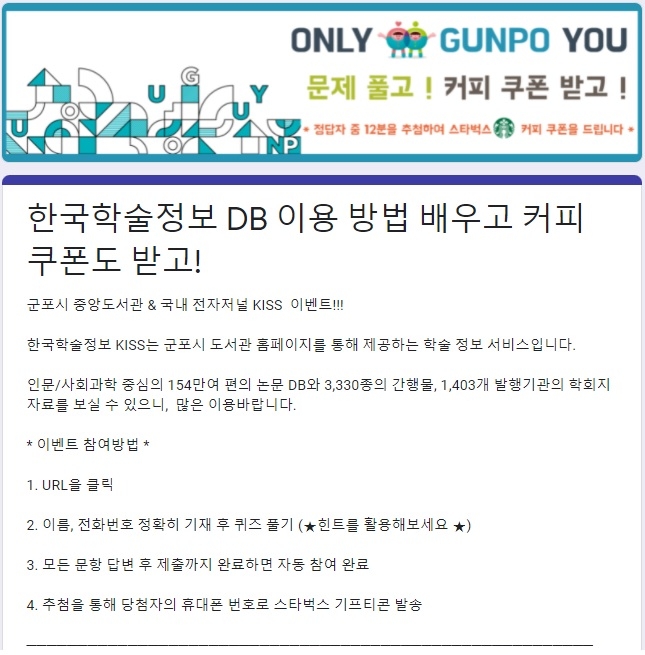 ONLY GUNPO YOU
문제 풀고 ! 커피 쿠폰 받고 !
* 정답자 중 12분을 추첨하여 스타벅스 커피 쿠폰을 드립니다 *
한국학술정보 DB 이용 방법 배우고 커피
쿠폰도 받고!
군포시 중앙도서관 & 국내 전자저널 KISS 이벤트!!!
한국학술정보 KISS는 군포시 도서관 홈페이지를 통해 제공하는 학술 정보 서비스입니다.
인문/사회과학 중심의 154만여 편의 논문 DB와 3,330종의 간행물, 1,403개 발행기관의 학회지
자료를 보실 수 있으니, 많은 이용바랍니다.
* 이벤트 참여방법 *
1. URL을 클릭
2. 이름, 전화번호 정확히 기재 후 퀴즈 풀기 (★힌트를 활용해보세요 ★)
3. 모든 문항 답변 후 제출까지 완료하면 자동 참여 완료
4. 추첨을 통해 당첨자의 휴대폰 번호로 스타벅스 기프티콘 발송